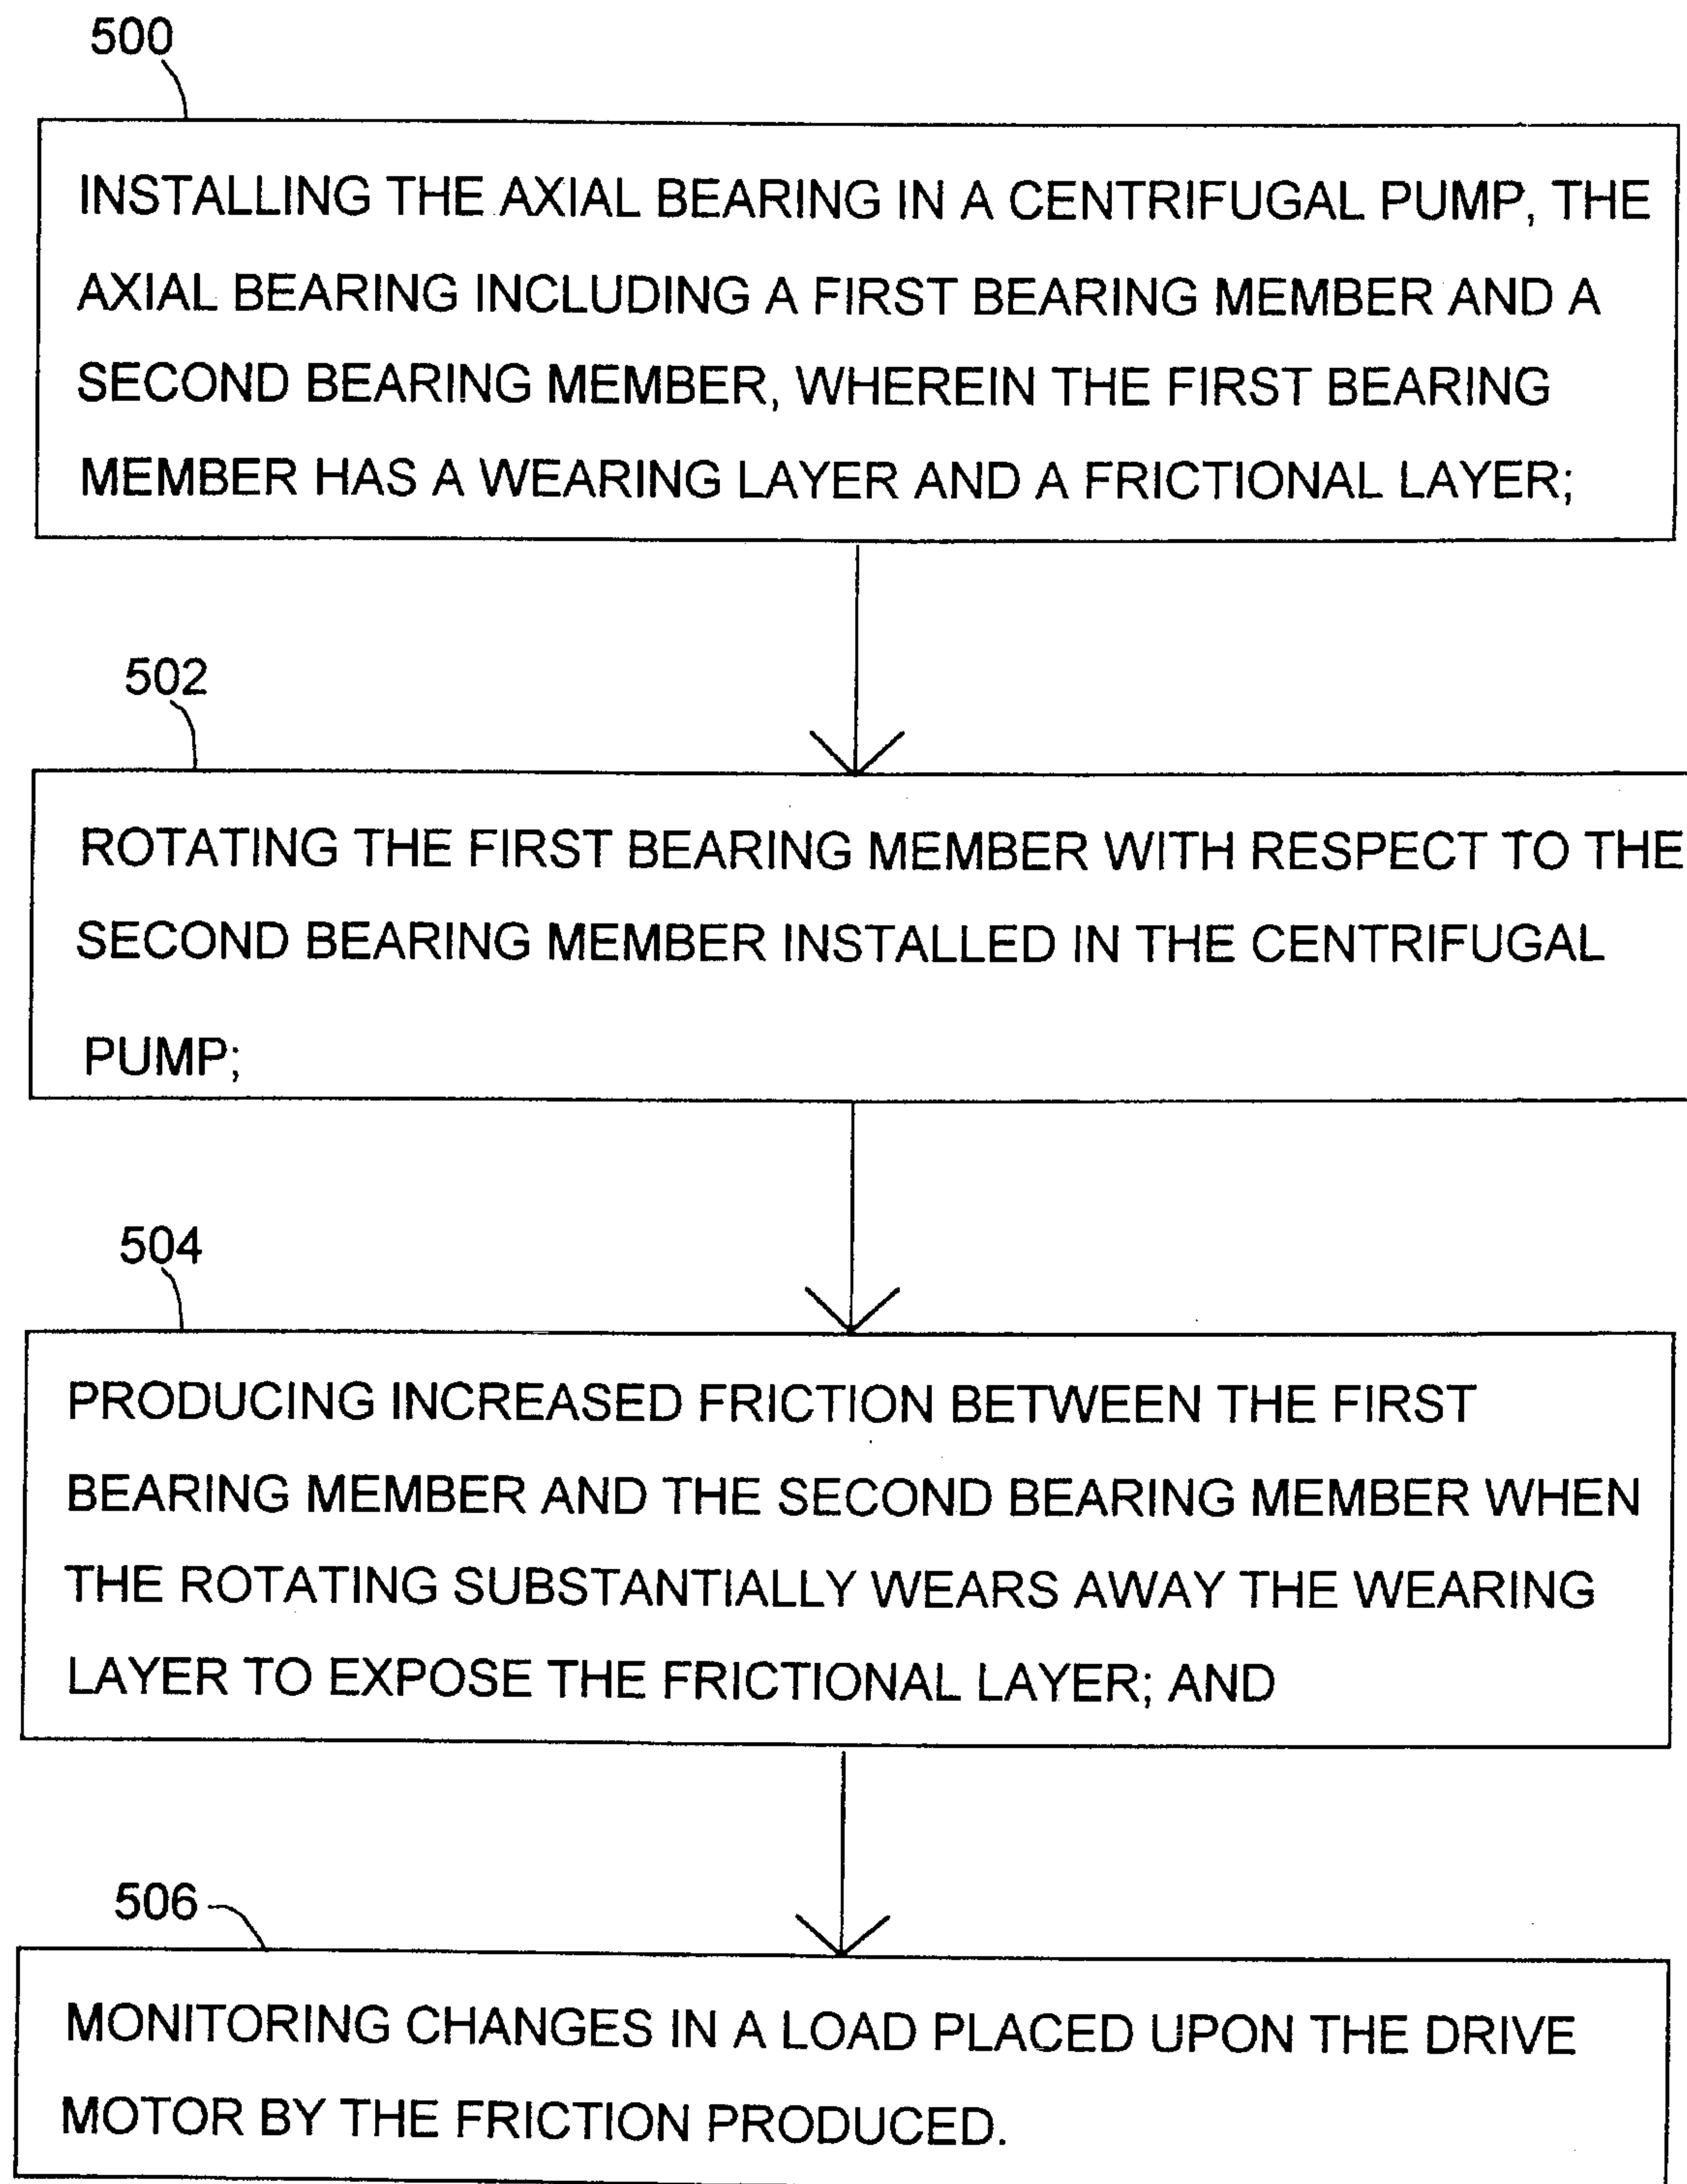 500
INSTALLING THE AXIAL BEARING IN A CENTRIFUGAL PUMP, THE
AXIAL BEARING INCLUDING A FIRST BEARING MEMBER AND A
SECOND BEARING MEMBER, WHEREIN THE FIRST BEARING
MEMBER HAS A WEARING LAYER AND A FRICTIONAL LAYER;
502
ROTATING THE FIRST BEARING MEMBER WITH RESPECT TO THE
SECOND BEARING MEMBER INSTALLED IN THE CENTRIFUGAL
PUMP;
504
PRODUCING INCREASED FRICTION BETWEEN THE FIRST
BEARING MEMBER AND THE SECOND BEARING MEMBER WHEN
THE ROTATING SUBSTANTIALLY WEARS AWAY THE WEARING
LAYER TO EXPOSE THE FRICTIONAL LAYER; AND
506
MONITORING CHANGES IN A LOAD PLACED UPON THE DRIVE
MOTOR BY THE FRICTION PRODUCED.